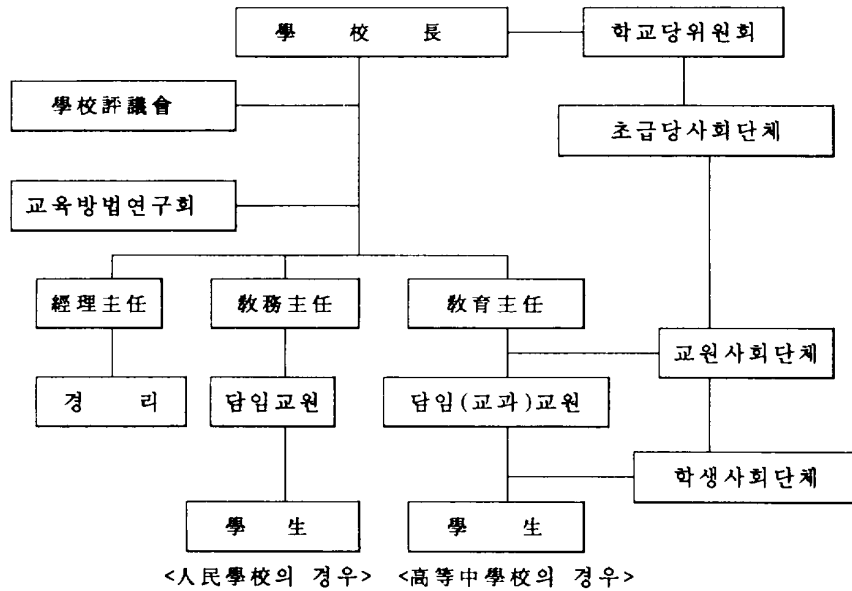 學 校 長
학교당위원회
學校評議會
초급당사회단체
교육방법연구회
經理主任
敎務主任
敎育主任
교원사회단체
경 리
담임교원
담임(교과)교원
학생사회단체
學 生
學 生
<人民學校의 경우>
<高等中學校의 경우>